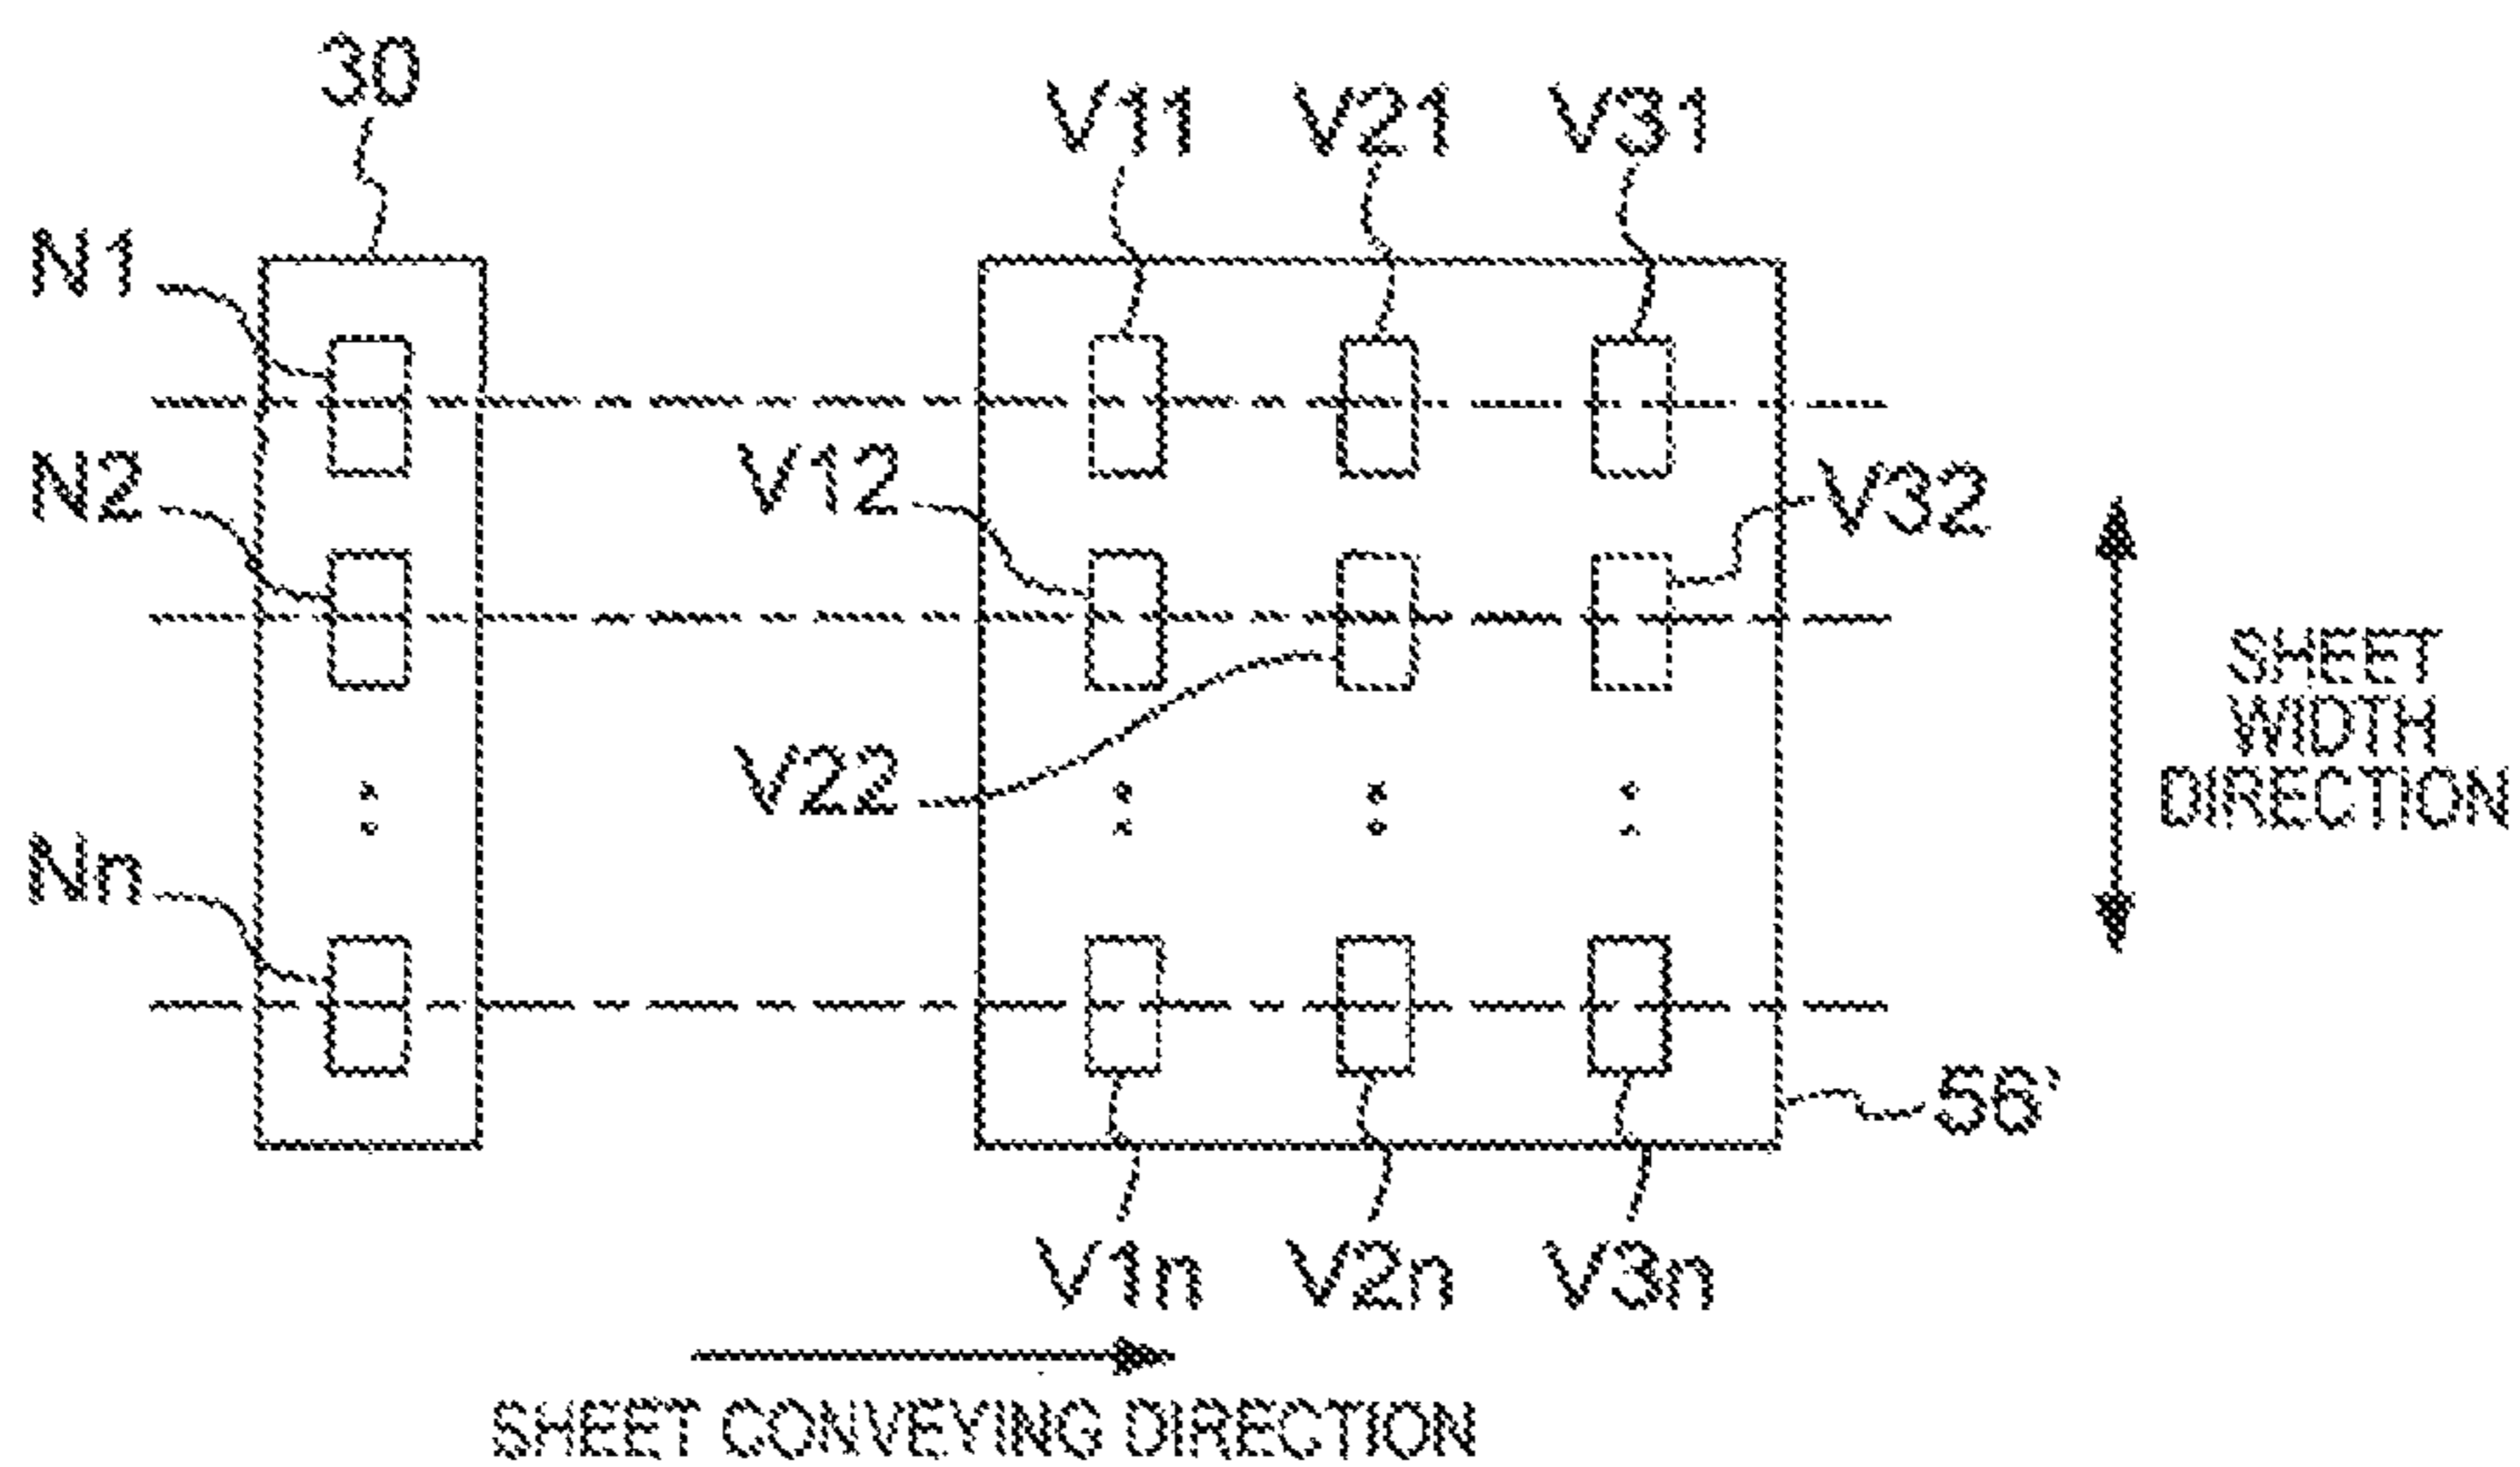 30
V11 V21 V31
N1
N2
V12
V32
SHEET
WIDTH
DIRECTION
V22
Nn
56'
V1n V2n V3n
SHEET CONVEYING DIRECTION